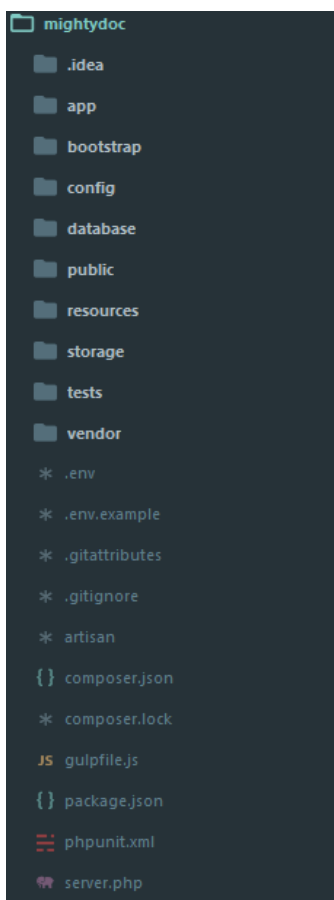 mightydoc
.idea
app
bootstrap
config
database
public
resources
storage
tests
vendor
.env
.env.example
.gitattributes
.gitignore
artisan
{} composer.json
composer.lock
JS gulpfile.js
{} package.json
phpunit.xml
server.php